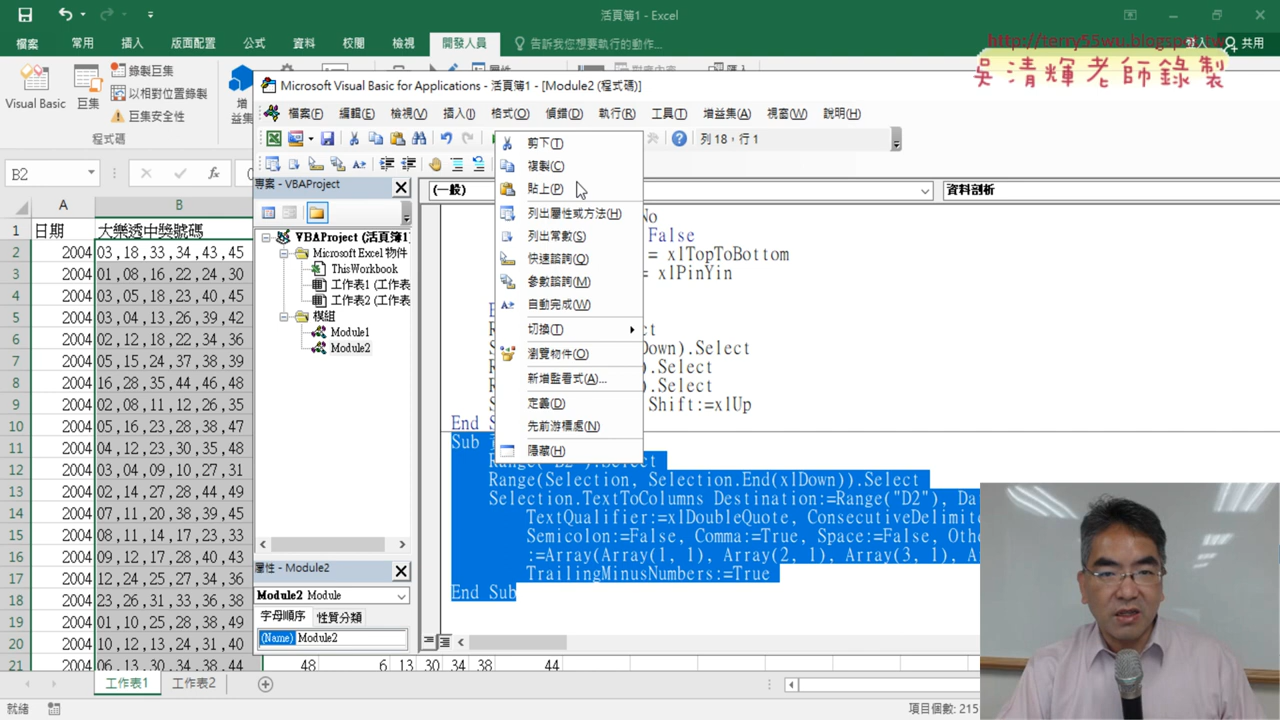 活頁簿1 - Excel
登入
共用
http://terry55wu.blogspot.tw
吳清輝老師錄製
檔案
常用
插入
版面配置
公式
資料
校閱
檢視
開發人員
告訴我您想要執行的動作...
Visual Basic
巨集
錄製巨集
以相對位置錄製
巨集安全性
程式碼
增
益集
Microsoft Visual Basic for Applications - 活頁簿1 - [Module2 (程式碼)]
檔案(F) 編輯(E) 檢視(V) 插入(I) 格式(O) 偵錯(D) 執行(R) 工具(T) 增益集(A) 視窗(W) 說明(H)
列 18，行 1
B2
專案 - VBAProject
VBAProject (活頁簿1)
Microsoft Excel 物件
ThisWorkbook
工作表1 (工作表
工作表2 (工作表
模組
Module1
Module2
屬性 - Module2
Module2 Module
字母順序 性質分類
(Name) Module2
剪下(T)
複製(C)
貼上(P)
列出屬性或方法(H)
列出常數(S)
快速諮詢(Q)
參數諮詢(M)
自動完成(W)
切換(T)
瀏覽物件(O)
新增監看式(A)...
定義(D)
先前游標處(N)
隱藏(H)
(一般)
資料剖析
No
False
= xlTopToBottom
= xlPinYin
Down).Select
).Select
).Select
Shift:=xlUp
End S
Sub
Range("B2").Select
Range(Selection, Selection.End(xlDown)).Select
Selection.TextToColumns Destination:=Range("D2"), Da
TextQualifier:=xlDoubleQuote, ConsecutiveDelimite
Semicolon:=False, Comma:=True, Space:=False, Oth
:=Array(Array(1, 1), Array(2, 1), Array(3, 1), A
TrailingMinusNumbers:=True
End Sub
A B
1 日期 大樂透中獎號碼
2 2004 03,18,33,34,43,45
3 2004 01,08,16,22,24,30
4 2004 03,05,18,23,40,45
5 2004 03,04,13,26,39,42
6 2004 02,12,18,22,34,36
7 2004 05,15,24,37,38,39
8 2004 16,28,35,44,46,48
9 2004 02,08,11,12,26,35
10 2004 05,16,23,28,38,47
11 2004 04,12,23,30,35,48
12 2004 03,04,09,10,27,31
13 2004 02,14,27,28,44,49
14 2004 07,11,20,38,39,45
15 2004 08,11,14,17,23,33
16 2004 09,12,17,28,40,43
17 2004 12,24,25,27,34,36
18 2004 23,26,31,33,36,38
19 2004 01,10,25,28,38,49
20 2004 10,12,13,24,31,40
21 2004 06,13,30,34,38,44 48 6 13 30 34 38 44
工作表1 工作表2
就緒
項目個數: 215